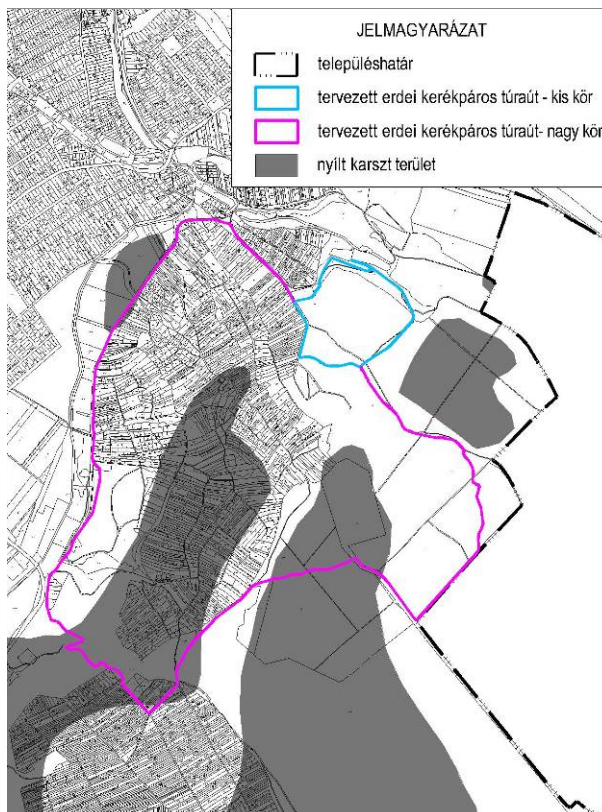 JELMAGYARÁZAT
településhatár
tervezett erdei kerékpáros túraút - kis kör
tervezett erdei kerékpáros túraút- nagy kör
nyílt karszt terület